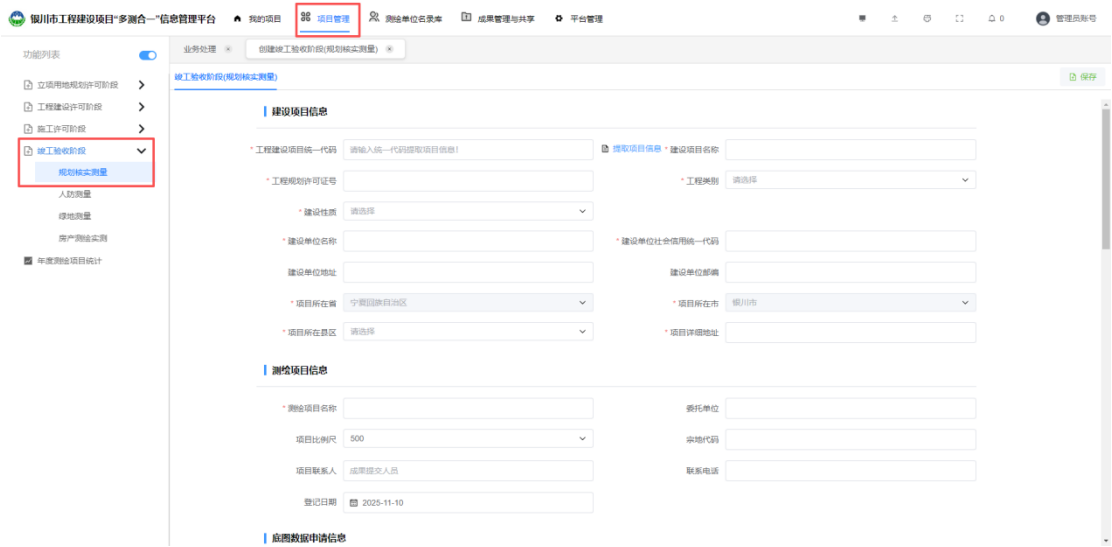 银川市工程建设项目“多测合一”信息管理平台 我的项目 项目管理 测绘单位名录库 成果管理与共享 平台管理 0 管理员账号
功能列表
立项用地规划许可阶段
工程建设许可阶段
施工许可阶段
竣工验收阶段
规划核实测量
人防测量
绿地测量
房产测绘实测
年度测绘项目统计
业务处理 创建竣工验收阶段(规划核实测量)
竣工验收阶段(规划核实测量) 保存
建设项目信息
* 工程建设项目统一代码 请输入统一代码提取项目信息! 提取项目信息 * 建设项目名称
* 工程规划许可证号 * 工程类别 请选择
* 建设性质 请选择
* 建设单位名称 * 建设单位社会信用统一代码
建设单位地址 建设单位邮编
* 项目所在省 宁夏回族自治区 * 项目所在市 银川市
* 项目所在县区 请选择 * 项目详细地址
测绘项目信息
* 测绘项目名称 委托单位
项目比例尺 500 宗地代码
项目联系人 成果提交人员 联系电话
登记日期 2025-11-10
底图数据申请信息